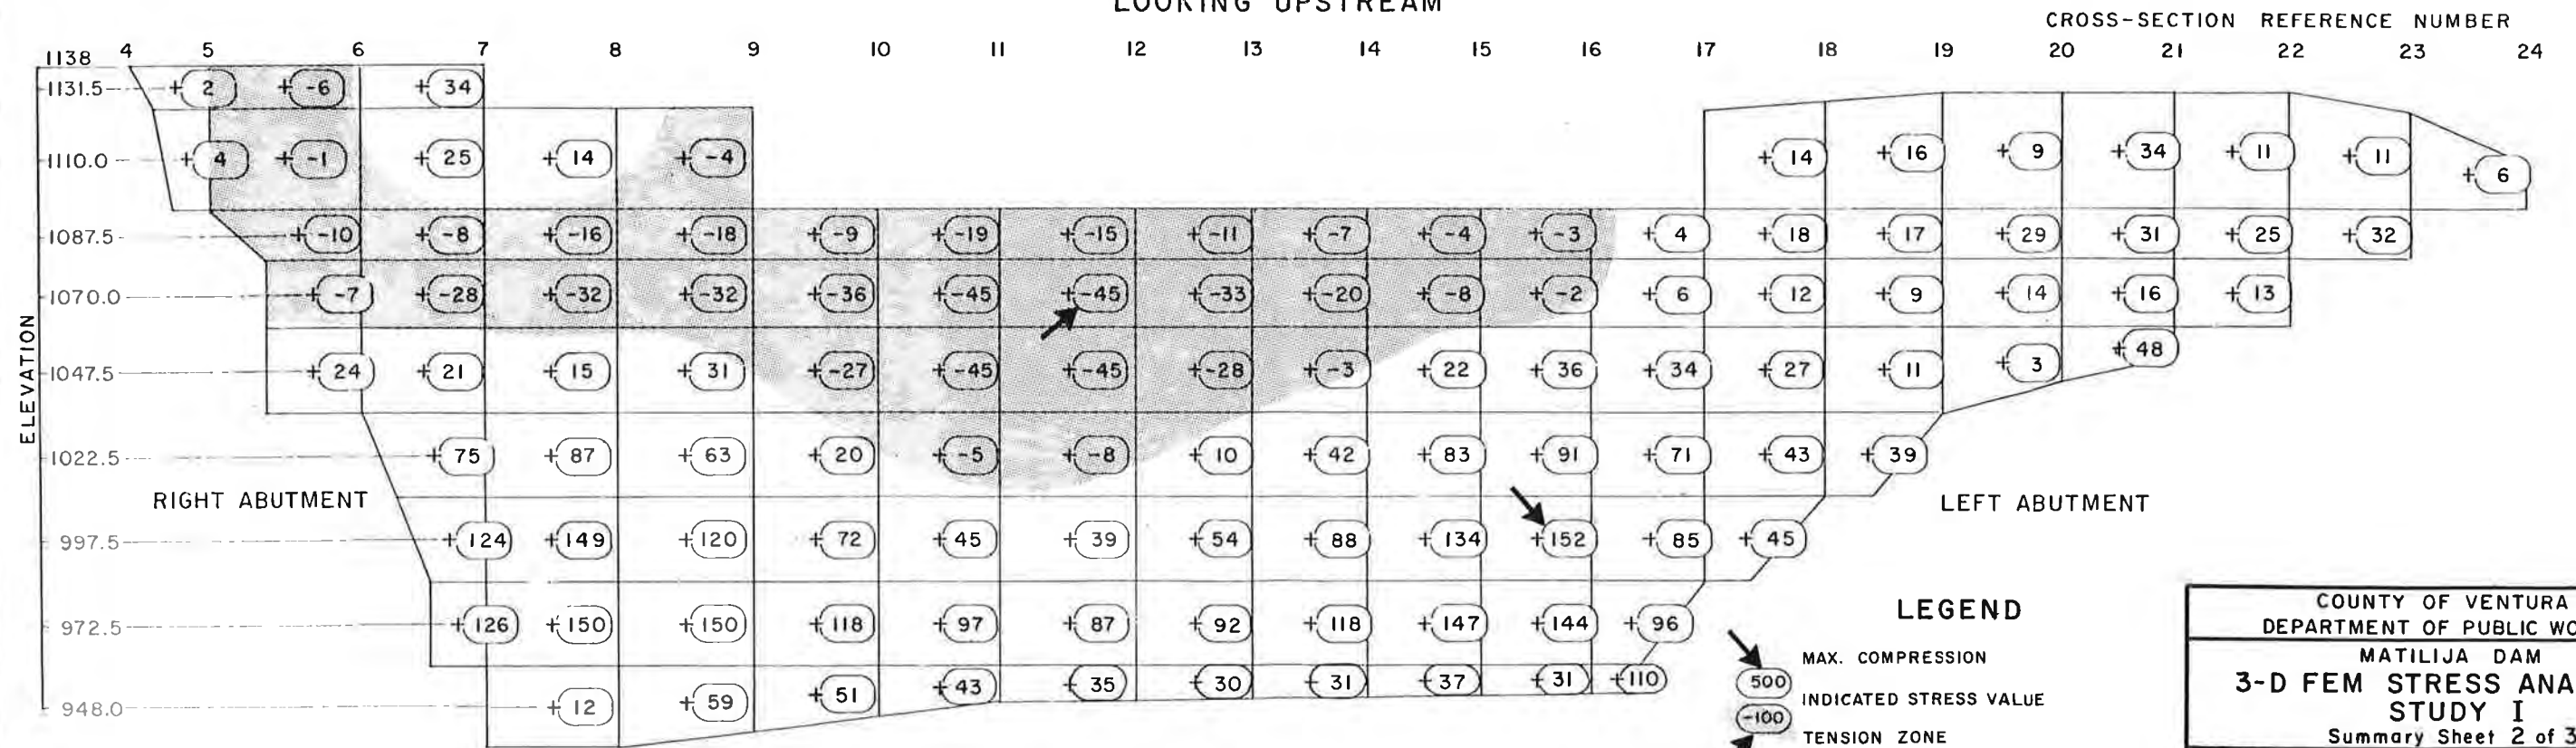 LOOKING UPSTREAM
CROSS-SECTION REFERENCE NUMBER
4 5 6 7 8 9 10 11 12 13 14 15 16 17 18 19 20 21 22 23 24
1138
1131.5 + 2 + -6 + 34
1110.0 + 4 + -1 + 25 + 14 + -4 + 14 + 16 + 9 + 34 + 11 + 11 + 6
1087.5 + -10 + -8 + -16 + -18 + -9 + -19 + -15 + -11 + -7 + -4 + -3 + 4 + 18 + 17 + 29 + 31 + 25 + 32
1070.0 + -7 + -28 + -32 + -32 + -36 + -45 + -45 + -33 + -20 + -8 + -2 + 6 + 12 + 9 + 14 + 16 + 13
ELEVATION
1047.5 + 24 + 21 + 15 + 31 + -27 + -45 + -45 + -28 + -3 + 22 + 36 + 34 + 27 + 11 + 3 + 48
1022.5 + 75 + 87 + 63 + 20 + -5 + -8 + 10 + 42 + 83 + 91 + 71 + 43 + 39
RIGHT ABUTMENT
LEFT ABUTMENT
997.5 + 124 + 149 + 120 + 72 + 45 + 39 + 54 + 88 + 134 + 152 + 85 + 45
972.5 + 126 + 150 + 150 + 118 + 97 + 87 + 92 + 118 + 147 + 144 + 96
948.0 + 12 + 59 + 51 + 43 + 35 + 30 + 31 + 37 + 31 + 110
LEGEND
MAX. COMPRESSION
500
INDICATED STRESS VALUE
-100
TENSION ZONE
COUNTY OF VENTURA
DEPARTMENT OF PUBLIC WO
MATILIJA DAM
3-D FEM STRESS ANA
STUDY I
Summary Sheet 2 of 3